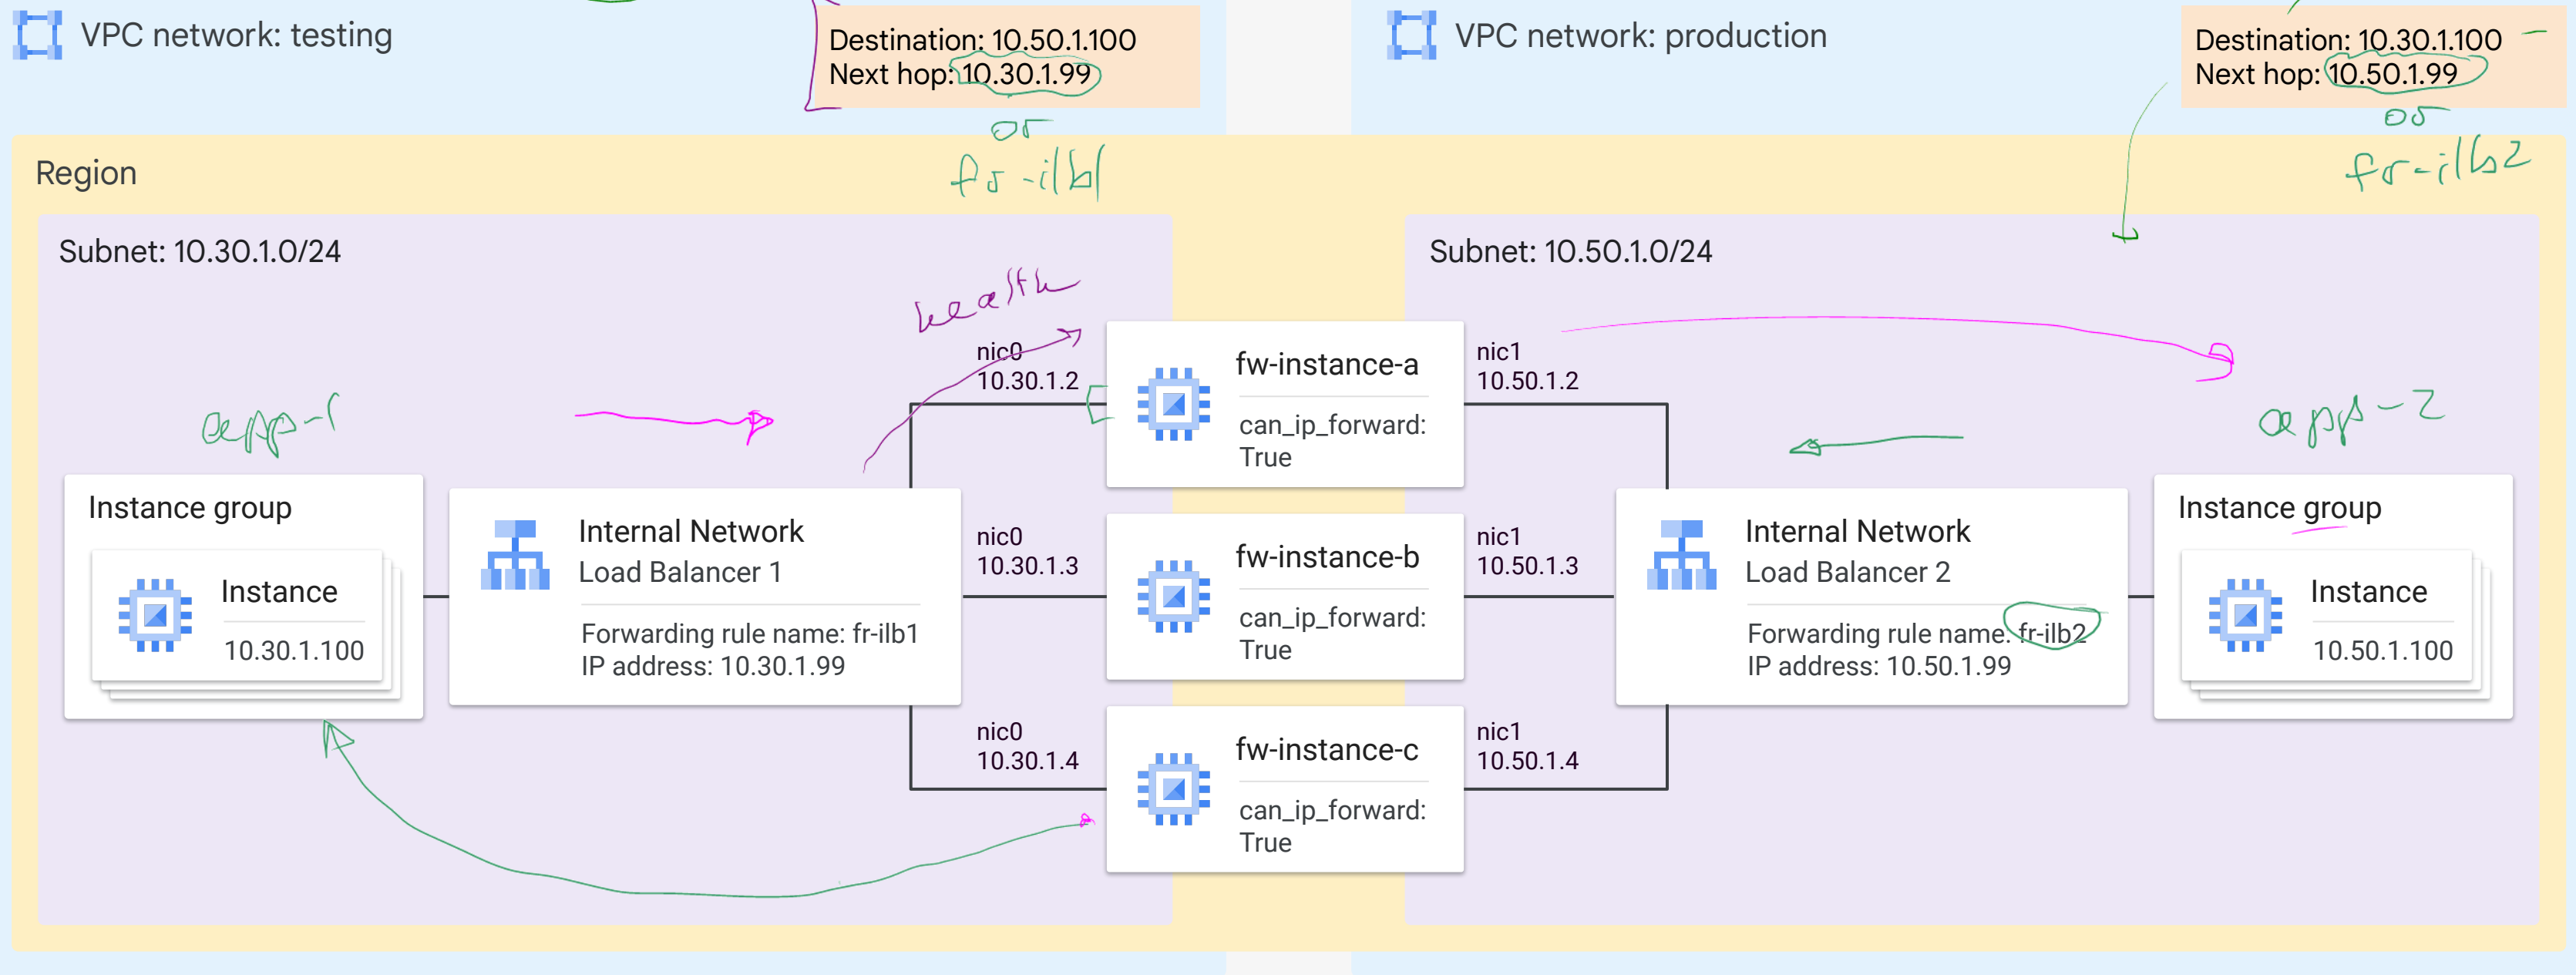 VPC network: testing
Destination: 10.50.1.100
Next hop: 10.30.1.99
or
fr-ilb1
VPC network: production
Destination: 10.30.1.100
Next hop: 10.50.1.99
or
fr-ilb2
Region
Subnet: 10.30.1.0/24
Subnet: 10.50.1.0/24
health
app-1
app-2
Instance group
Instance
10.30.1.100
Internal Network
Load Balancer 1
Forwarding rule name: fr-ilb1
IP address: 10.30.1.99
nic0
10.30.1.2
fw-instance-a
can_ip_forward:
True
nic1
10.50.1.2
nic0
10.30.1.3
fw-instance-b
can_ip_forward:
True
nic1
10.50.1.3
nic0
10.30.1.4
fw-instance-c
can_ip_forward:
True
nic1
10.50.1.4
Internal Network
Load Balancer 2
Forwarding rule name: fr-ilb2
IP address: 10.50.1.99
Instance group
Instance
10.50.1.100